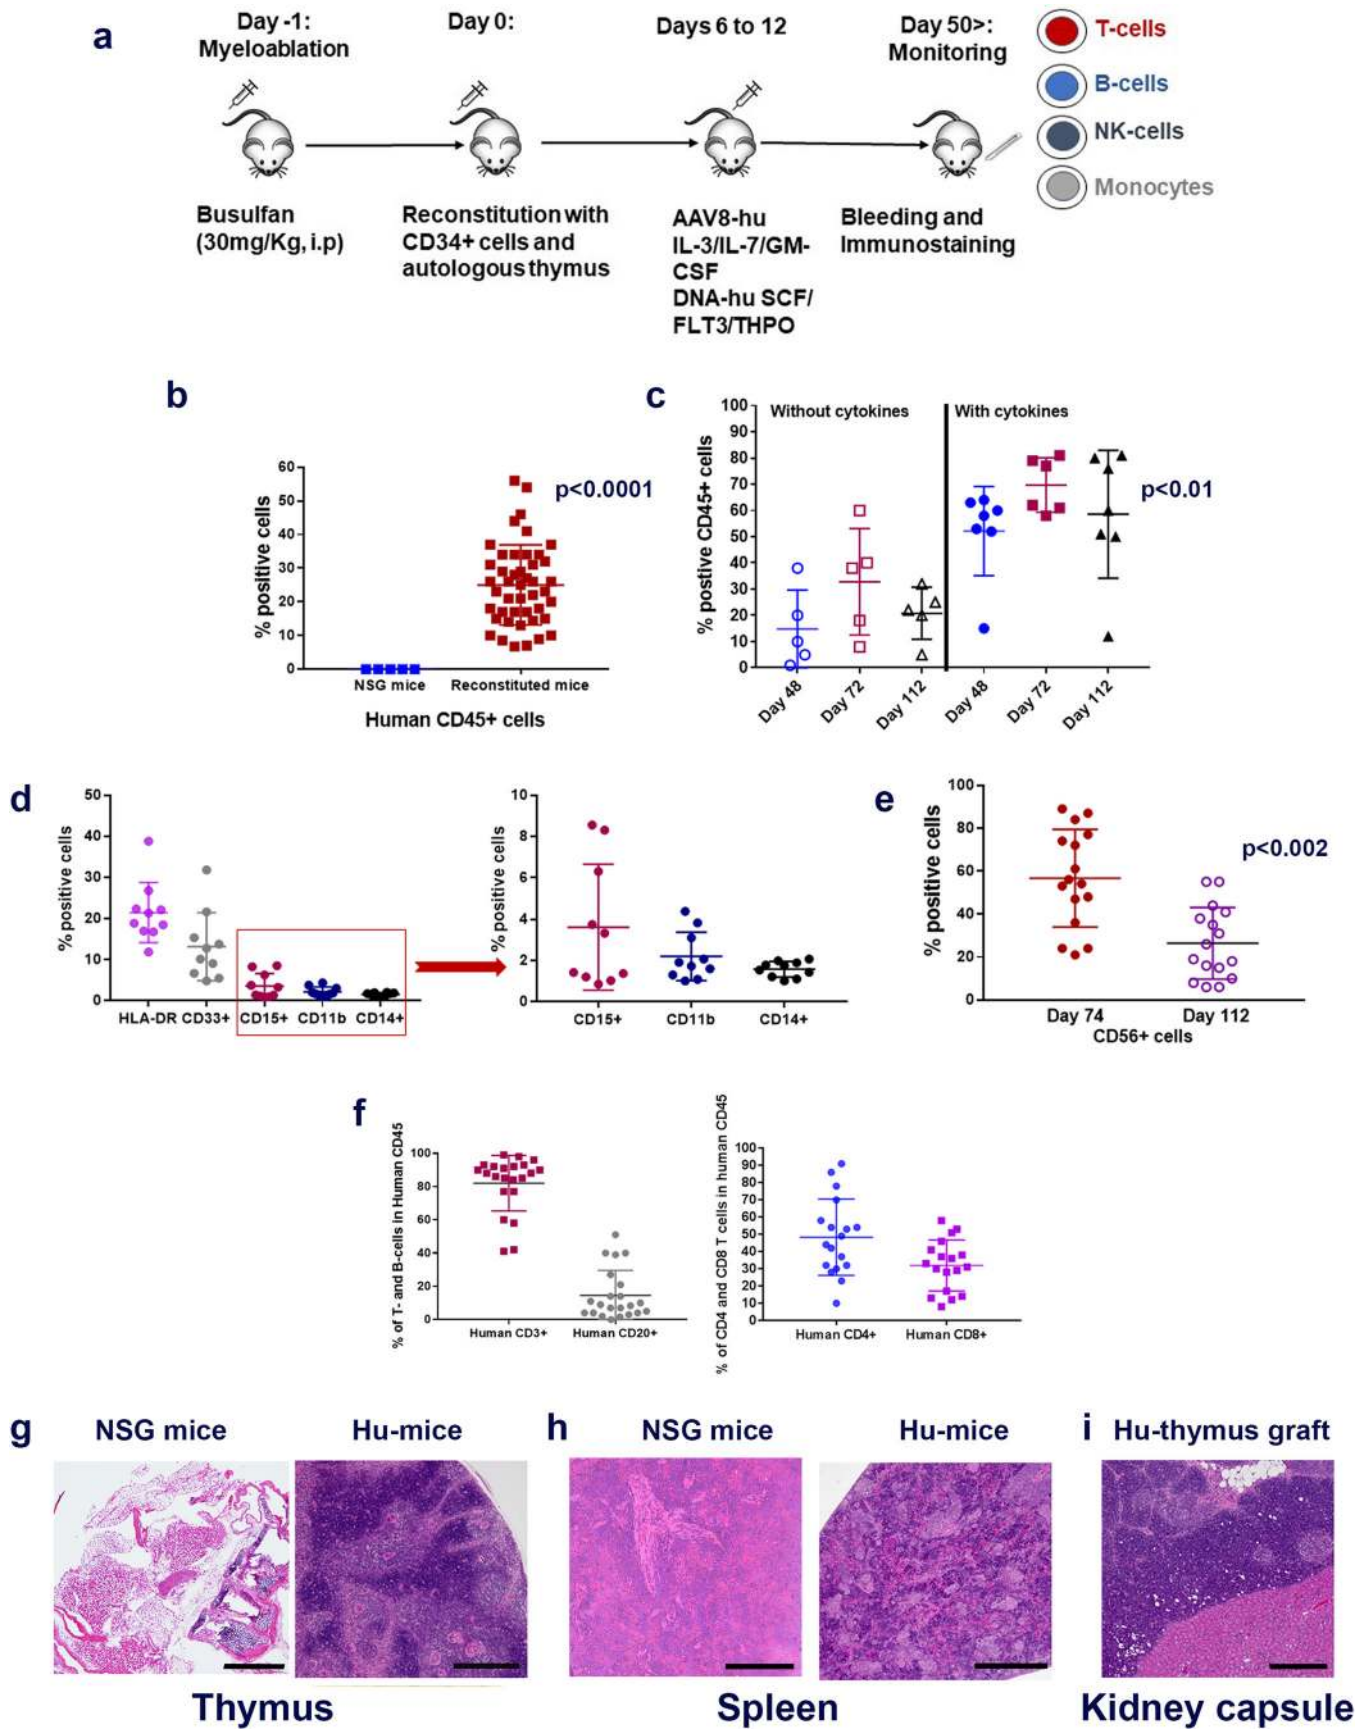 a
Day -1:
Myeloablation
Day 0:
Days 6 to 12
Day 50>:
Monitoring
T-cells
B-cells
NK-cells
Monocytes
Busulfan
(30mg/Kg, i.p)
Reconstitution with
CD34+ cells and
autologous thymus
AAV8-hu
IL-3/IL-7/GM-
CSF
DNA-hu SCF/
FLT3/THPO
Bleeding and
Immunostaining
b
% positive cells
60
50
40
30
20
10
0
p<0.0001
NSG mice
Reconstituted mice
Human CD45+ cells
c
% postive CD45+ cells
100
90
80
70
60
50
40
30
20
10
0
Without cytokines
With cytokines
p<0.01
Day 48
Day 72
Day 112
Day 48
Day 72
Day 112
d
% positive cells
50
40
30
20
10
0
HLA-DR
CD33+
CD15+
CD11b
CD14+
% positive cells
10
8
6
4
2
0
CD15+
CD11b
CD14+
e
% positive cells
100
80
60
40
20
0
p<0.002
Day 74
Day 112
CD56+ cells
f
% of T- and B-cells in Human CD45
100
80
60
40
20
0
Human CD3+
Human CD20+
% of CD4 and CD8 T cells in human CD45
100
90
80
70
60
50
40
30
20
10
0
Human CD4+
Human CD8+
g
NSG mice
Hu-mice
Thymus
h
NSG mice
Hu-mice
Spleen
i
Hu-thymus graft
Kidney capsule